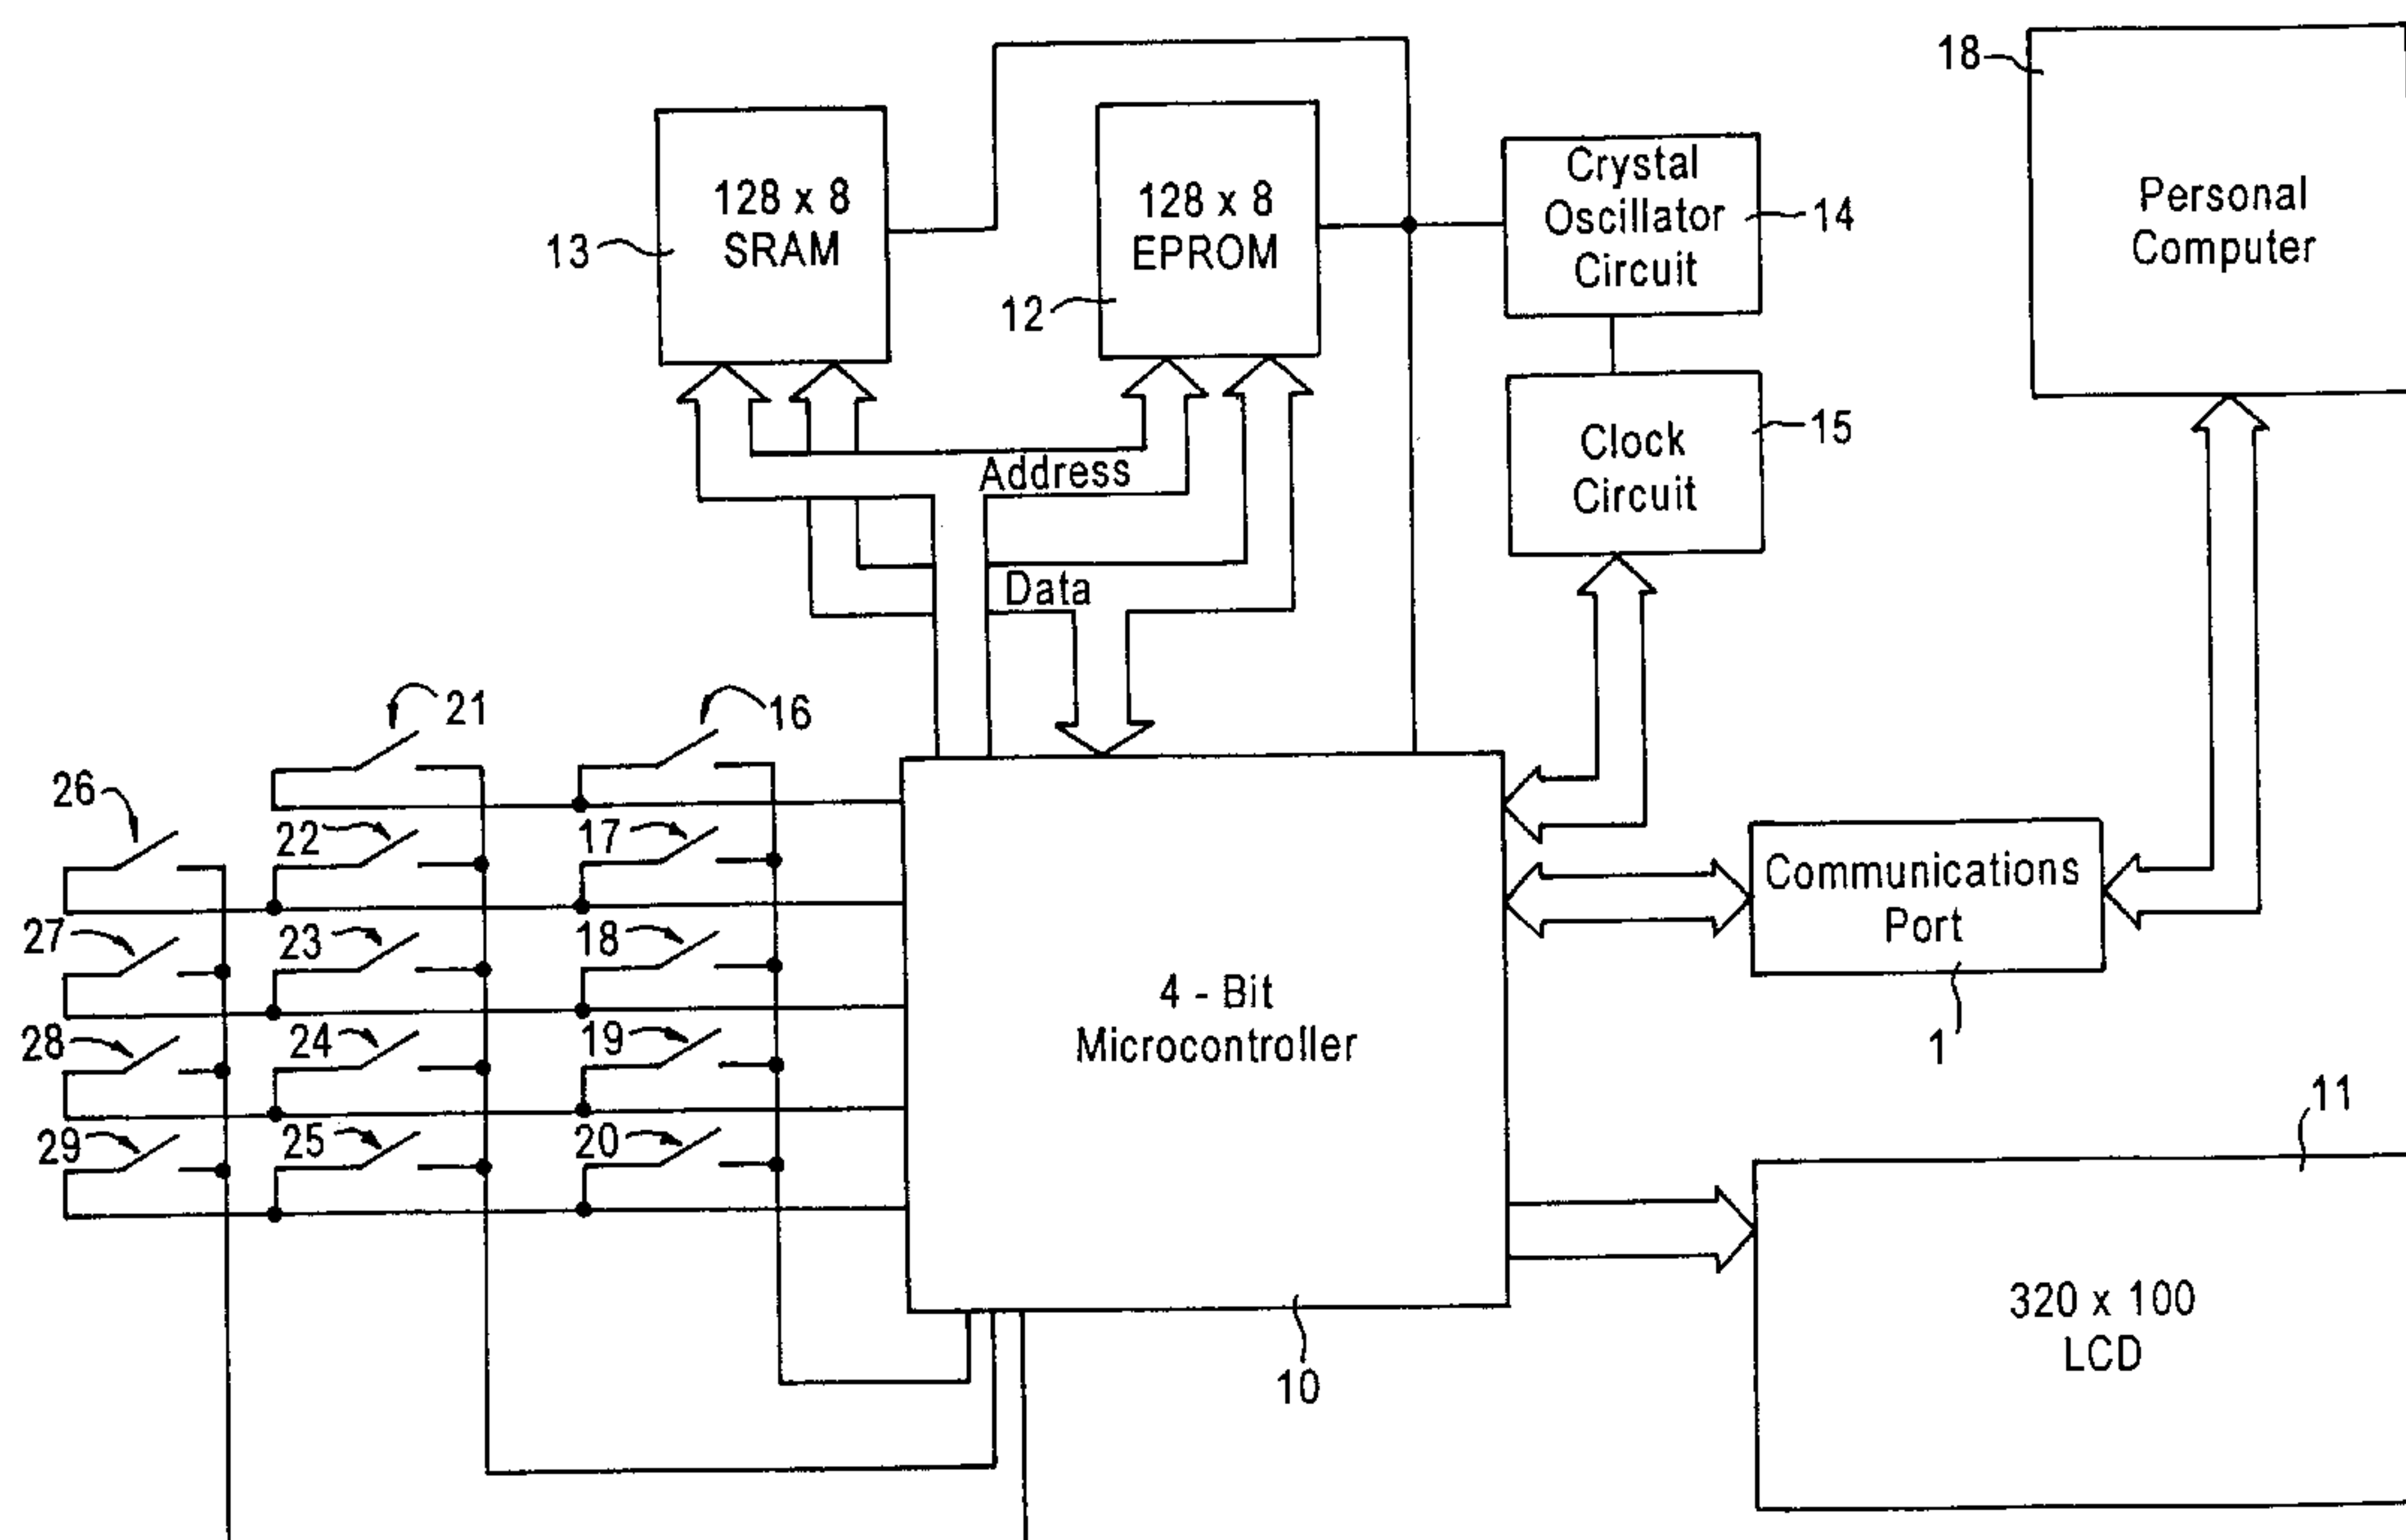 18
Personal
Computer
13
128 x 8
SRAM
12
128 x 8
EPROM
Crystal
Oscillator
Circuit
14
Clock
Circuit
15
Address
Data
21
16
26
22
17
27
23
18
28
24
19
29
25
20
4 - Bit
Microcontroller
10
Communications
Port
1
11
320 x 100
LCD